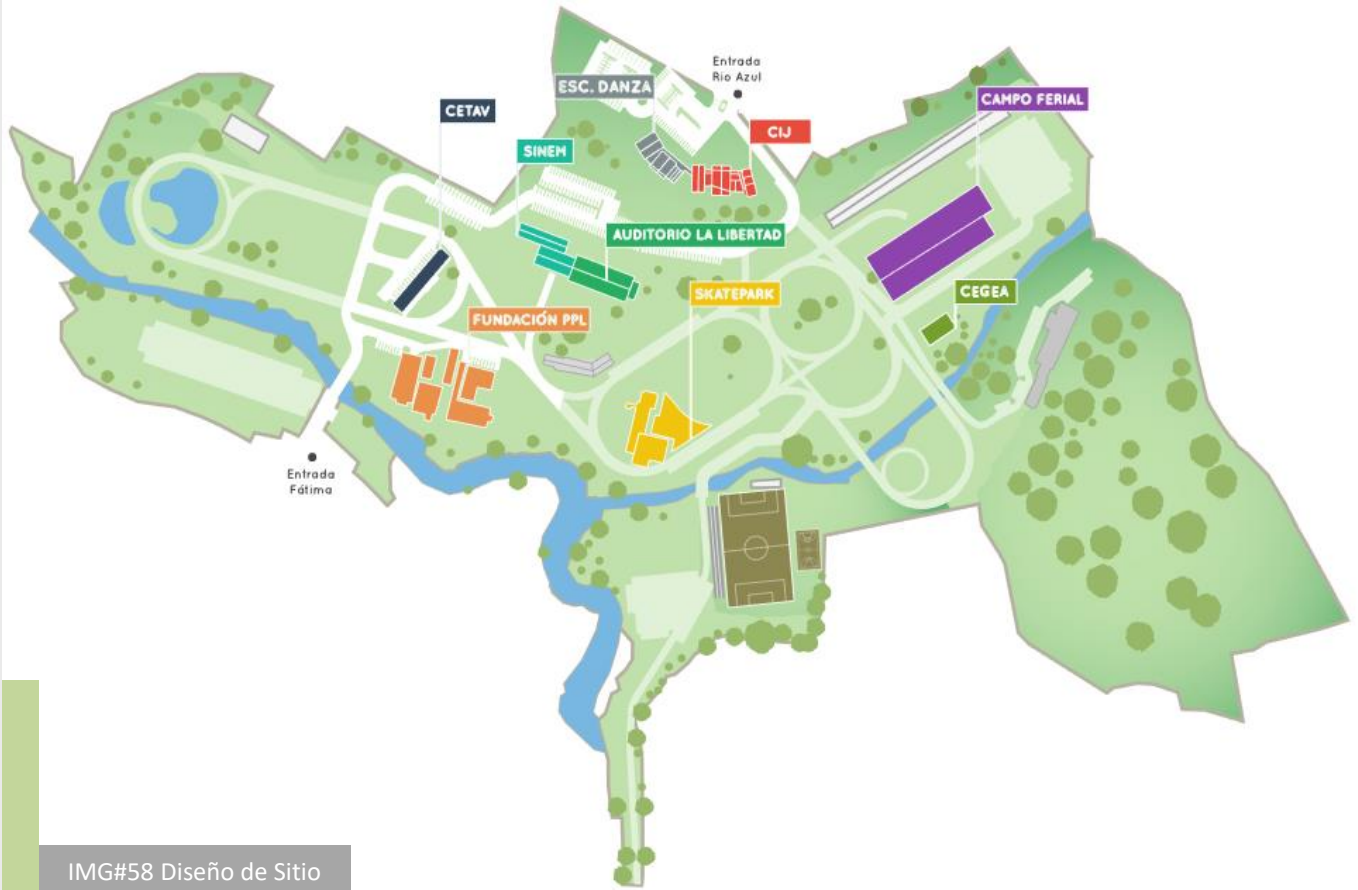 Entrada
Rio Azul
ESC. DANZA
CAMPO FERIAL
CETAV
CIJ
SINEM
AUDITORIO LA LIBERTAD
SKATEPARK
CEGEA
FUNDACIÓN PPL
Entrada
Fátima
IMG#58 Diseño de Sitio